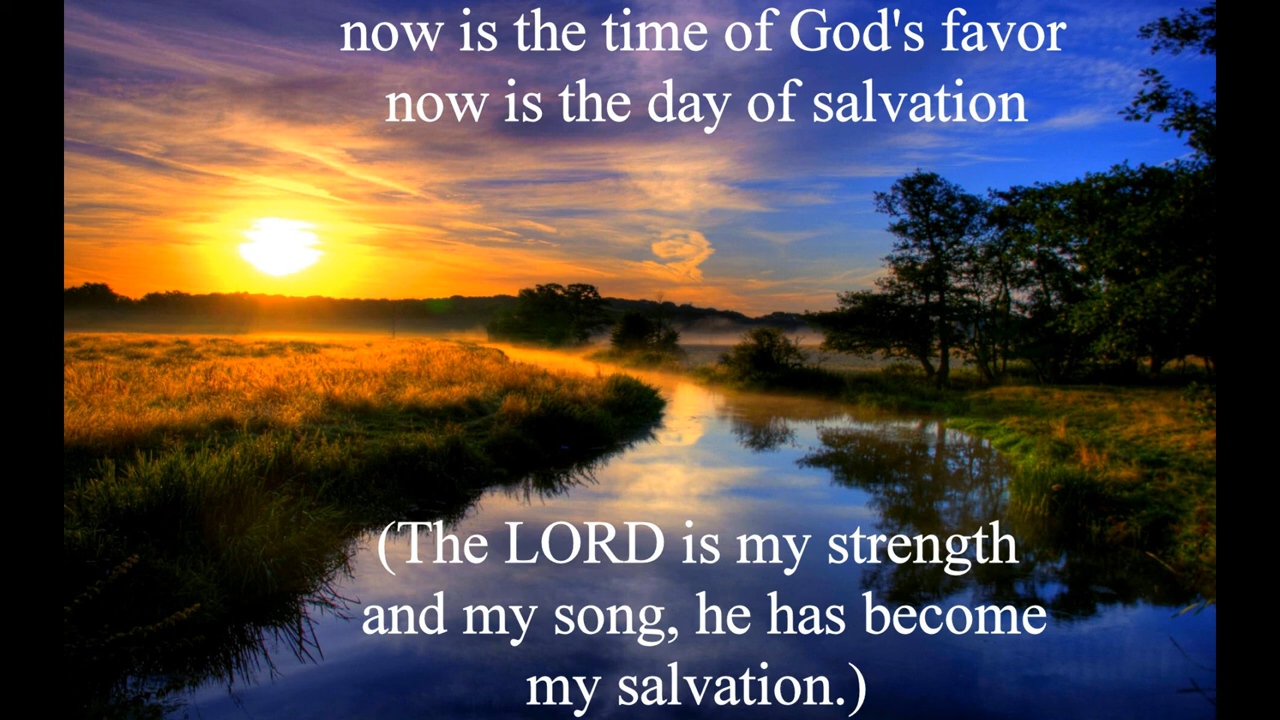 now is the time of God's favor
now is the day of salvation
(The LORD is my strength
and my song, he has become
my salvation.)